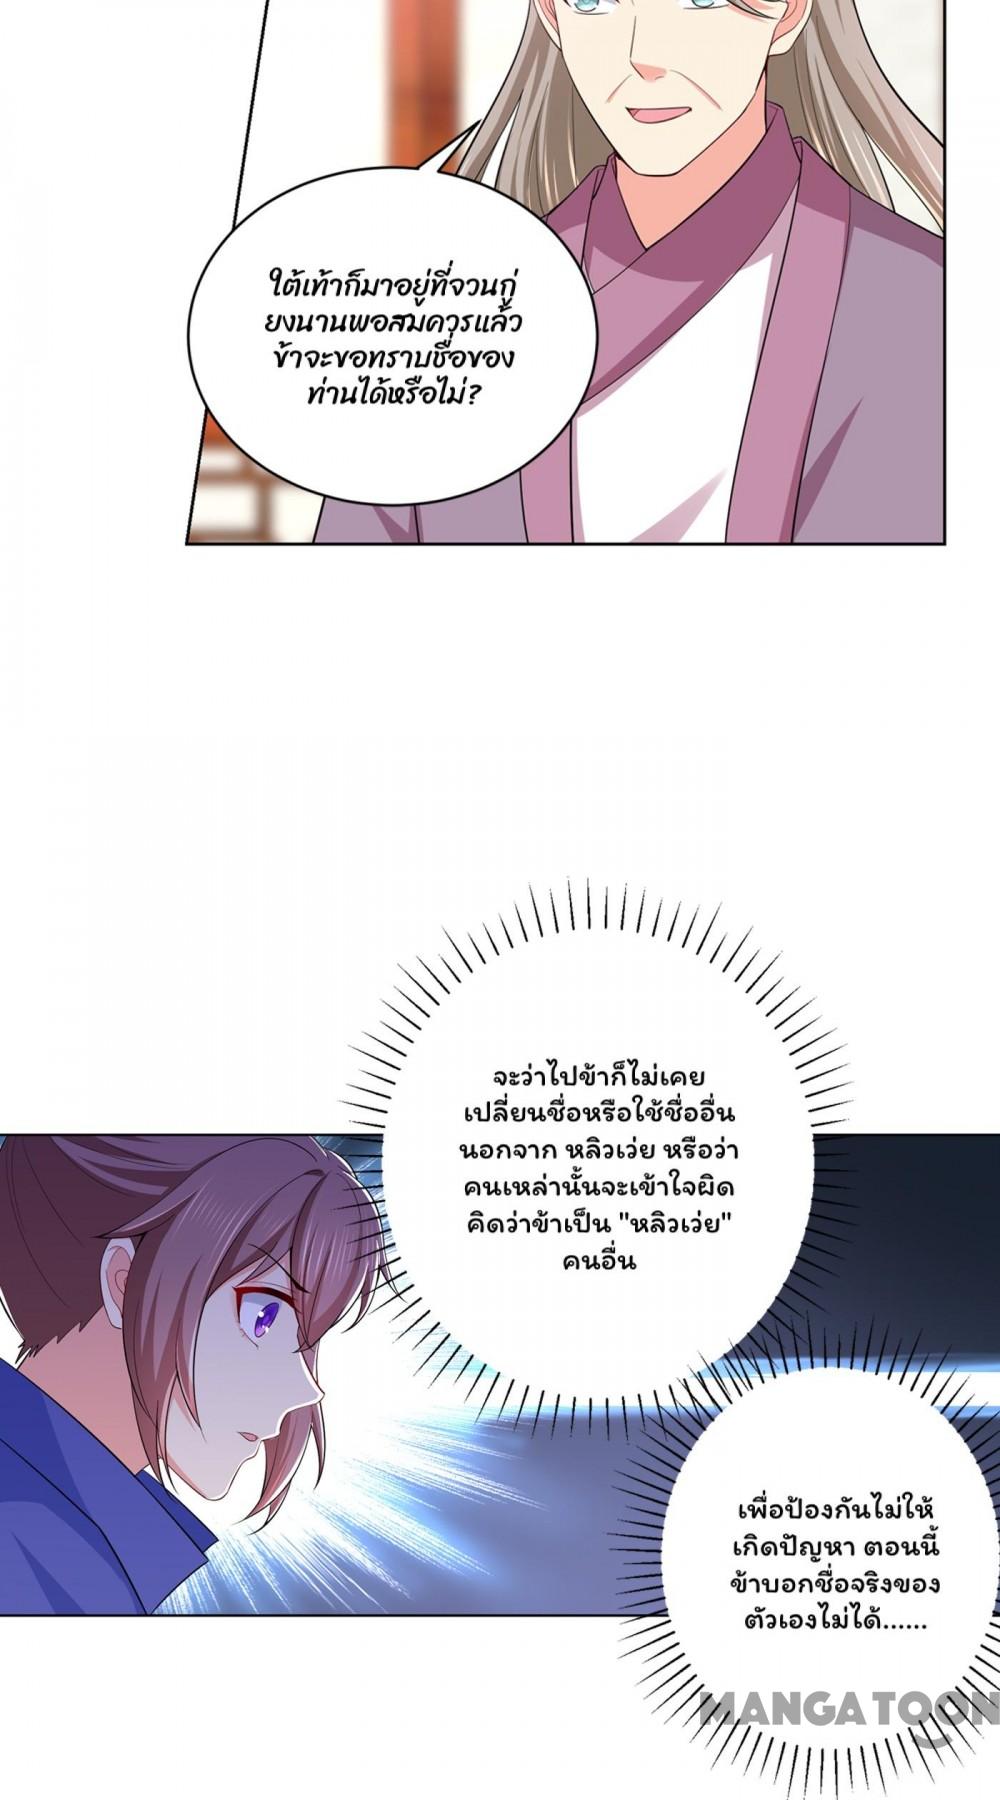 ใต้เท้าก็มาอยู่ที่จวนกู่
ยงนานพอสมควรแล้ว
ข้าจะขอทราบชื่อของ
ท่านได้หรือไม่?
จะว่าไปข้าก็ไม่เคย
เปลี่ยนชื่อหรือใช้ชื่ออื่น
นอกจาก หลิวเว่ย หรือว่า
คนเหล่านั้นจะเข้าใจผิด
คิดว่าข้าเป็น "หลิวเว่ย"
คนอื่น
เพื่อป้องกันไม่ให้
เกิดปัญหา ตอนนี้
ข้าบอกชื่อจริงของ
ตัวเองไม่ได้......
MANGATOON